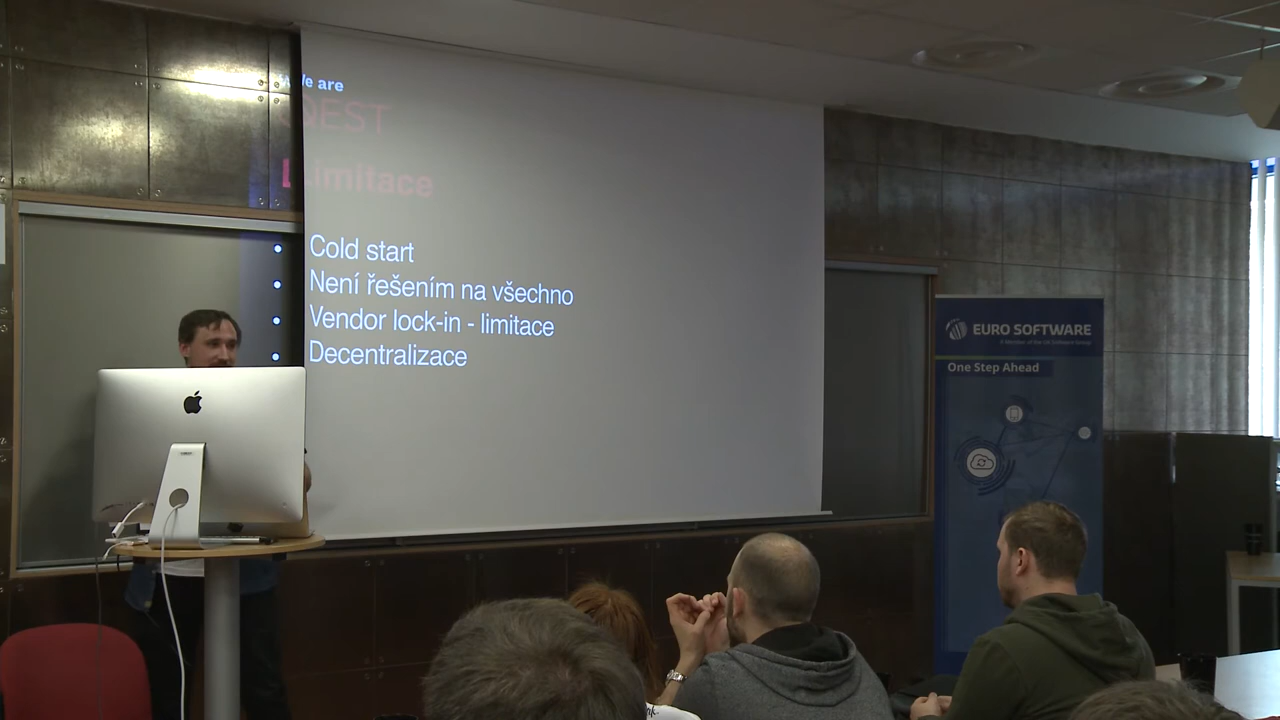 We are
QEST
Limitace
Cold start
Není řešením na všechno
Vendor lock-in - limitace
Decentralizace
EURO SOFTWARE
One Step Ahead